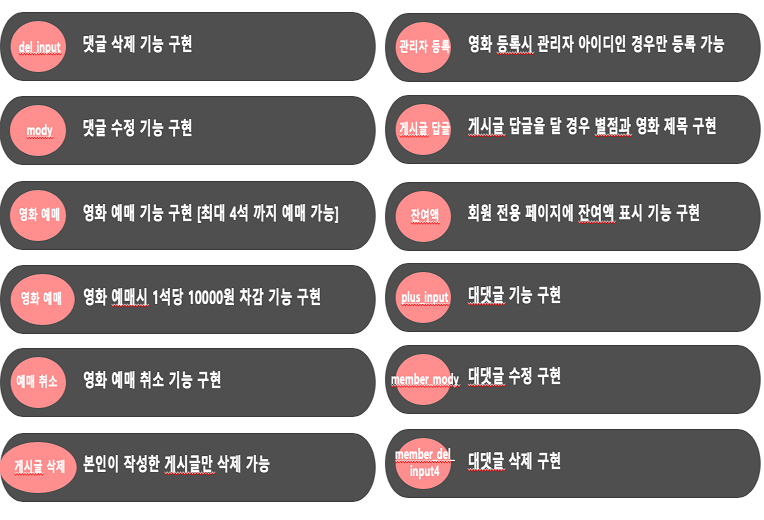 del_input 댓글 삭제 기능 구현
mody 댓글 수정 기능 구현
영화 예매 영화 예매 기능 구현 [최대 4석 까지 예매 가능]
영화 예매 영화 예매시 1석당 10000원 차감 기능 구현
예매 취소 영화 예매 취소 기능 구현
게시글 삭제 본인이 작성한 게시글만 삭제 가능
관리자 등록 영화 등록시 관리자 아이디인 경우만 등록 가능
게시글 답글 게시글 답글을 달 경우 별점과 영화 제목 구현
잔여액 회원 전용 페이지에 잔여액 표시 기능 구현
plus_input 대댓글 기능 구현
member_mody 대댓글 수정 구현
member_del_
input4 대댓글 삭제 구현